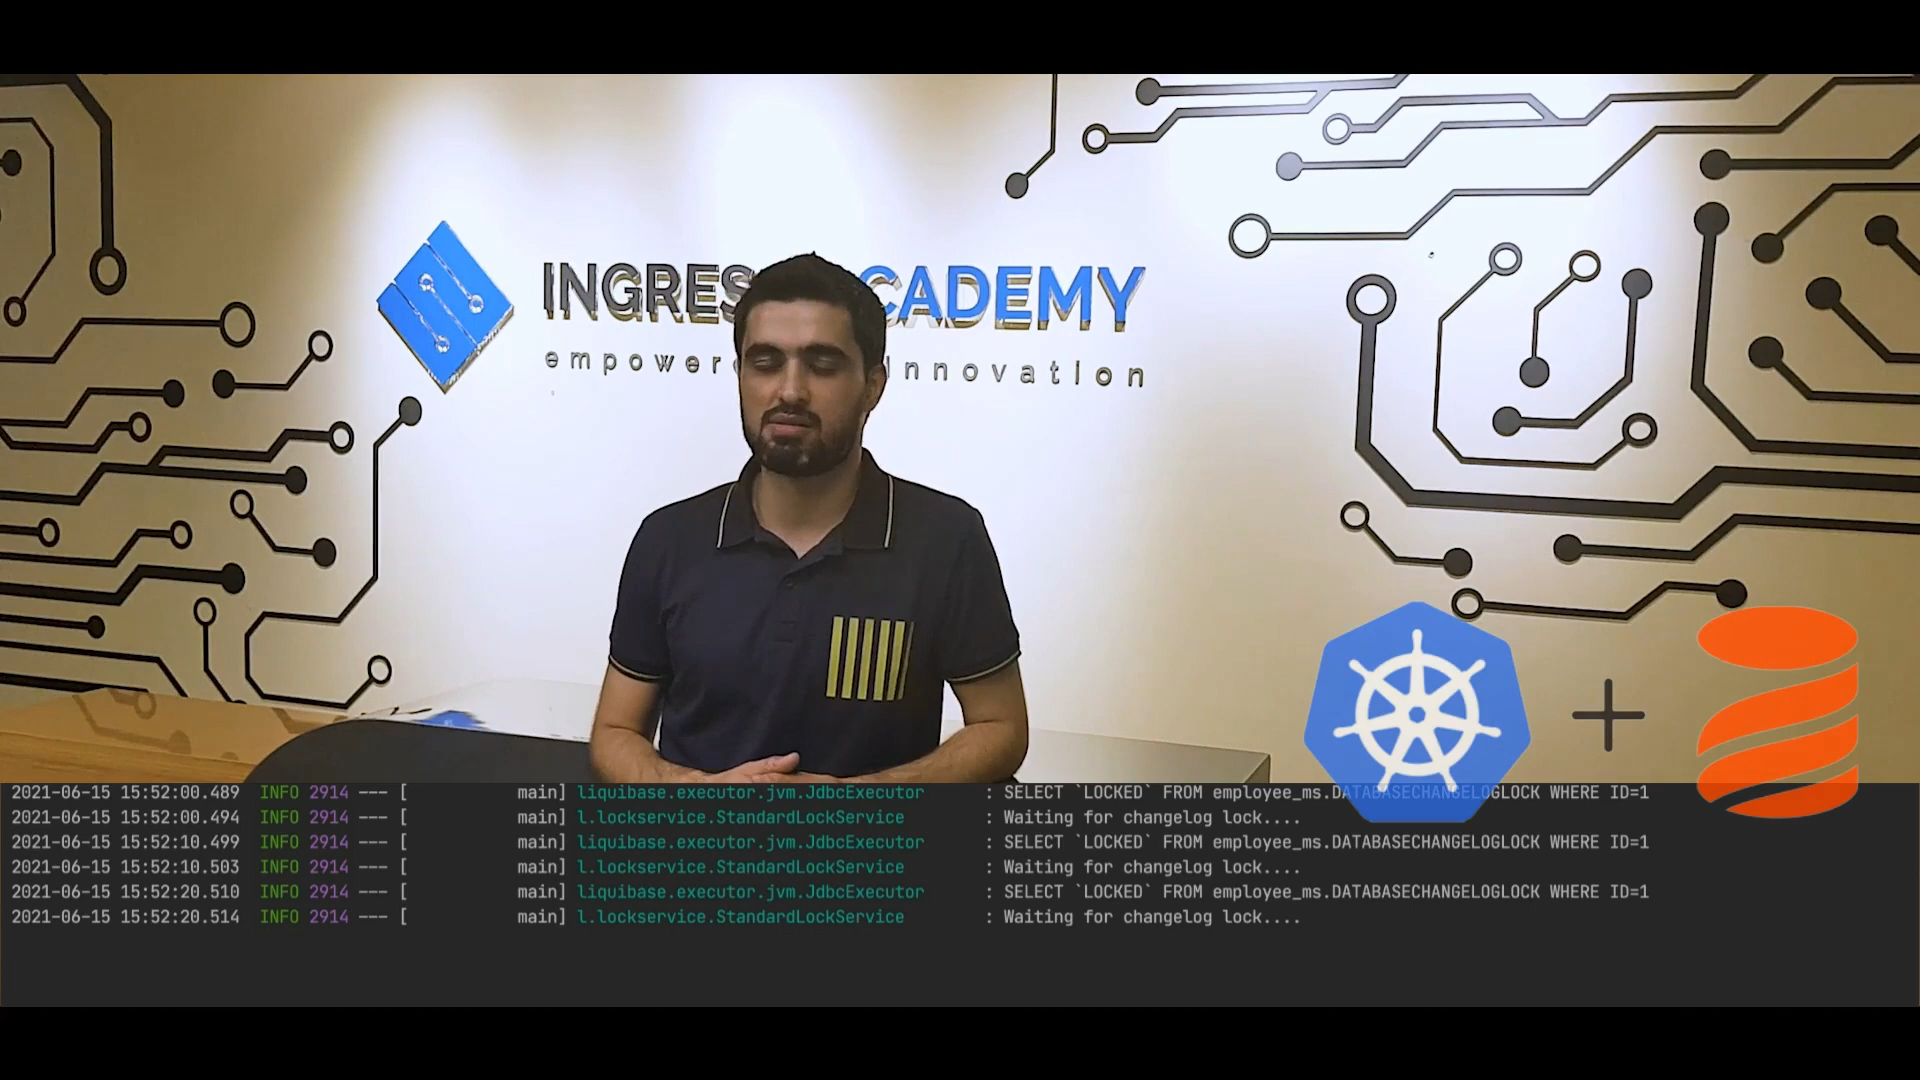 INGRESS ACADEMY
empower Innovation
2021-06-15 15:52:00.489 INFO 2914 --- [ main] liquibase.executor.jvm.JdbcExecutor : SELECT `LOCKED` FROM employee_ms.DATABASECHANGELOGLOCK WHERE ID=1
2021-06-15 15:52:00.494 INFO 2914 --- [ main] l.lockservice.StandardLockService : Waiting for changelog lock....
2021-06-15 15:52:10.499 INFO 2914 --- [ main] liquibase.executor.jvm.JdbcExecutor : SELECT `LOCKED` FROM employee_ms.DATABASECHANGELOGLOCK WHERE ID=1
2021-06-15 15:52:10.503 INFO 2914 --- [ main] l.lockservice.StandardLockService : Waiting for changelog lock....
2021-06-15 15:52:20.510 INFO 2914 --- [ main] liquibase.executor.jvm.JdbcExecutor : SELECT `LOCKED` FROM employee_ms.DATABASECHANGELOGLOCK WHERE ID=1
2021-06-15 15:52:20.514 INFO 2914 --- [ main] l.lockservice.StandardLockService : Waiting for changelog lock....